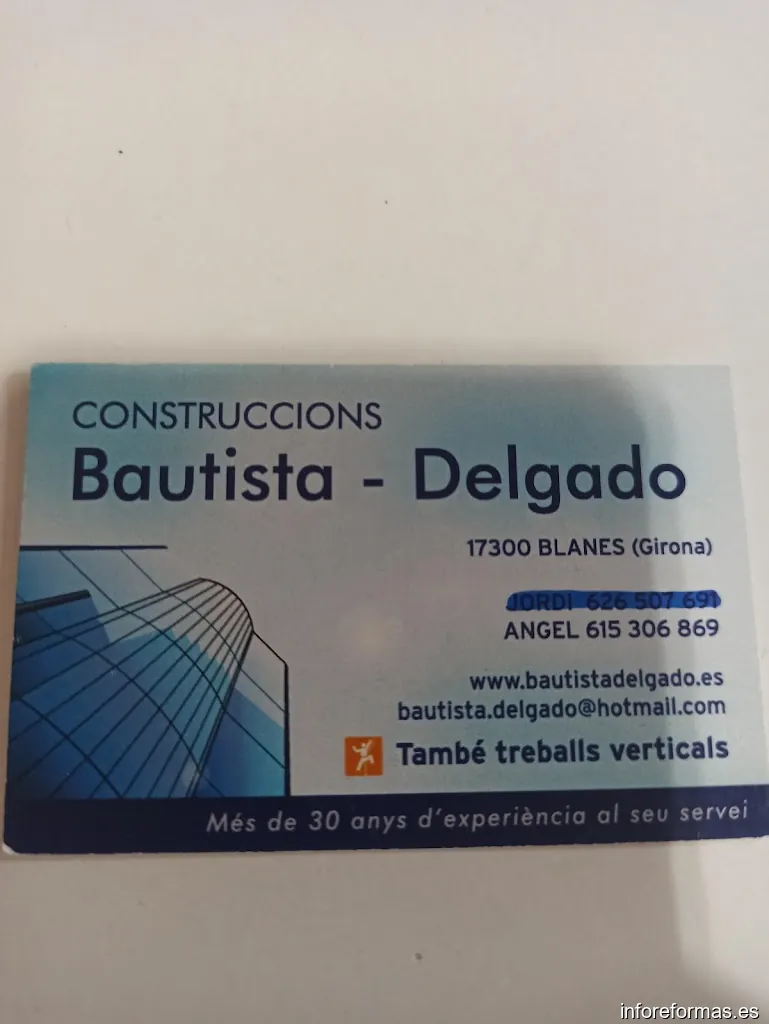 CONSTRUCCIONS
Bautista - Delgado
17300 BLANES (Girona)
JORDI 626 507 691
ANGEL 615 306 869
www.bautistadelgado.es
bautista.delgado@hotmail.com
També treballs verticals
Més de 30 anys d'experiència al seu servei
inforeformas.es